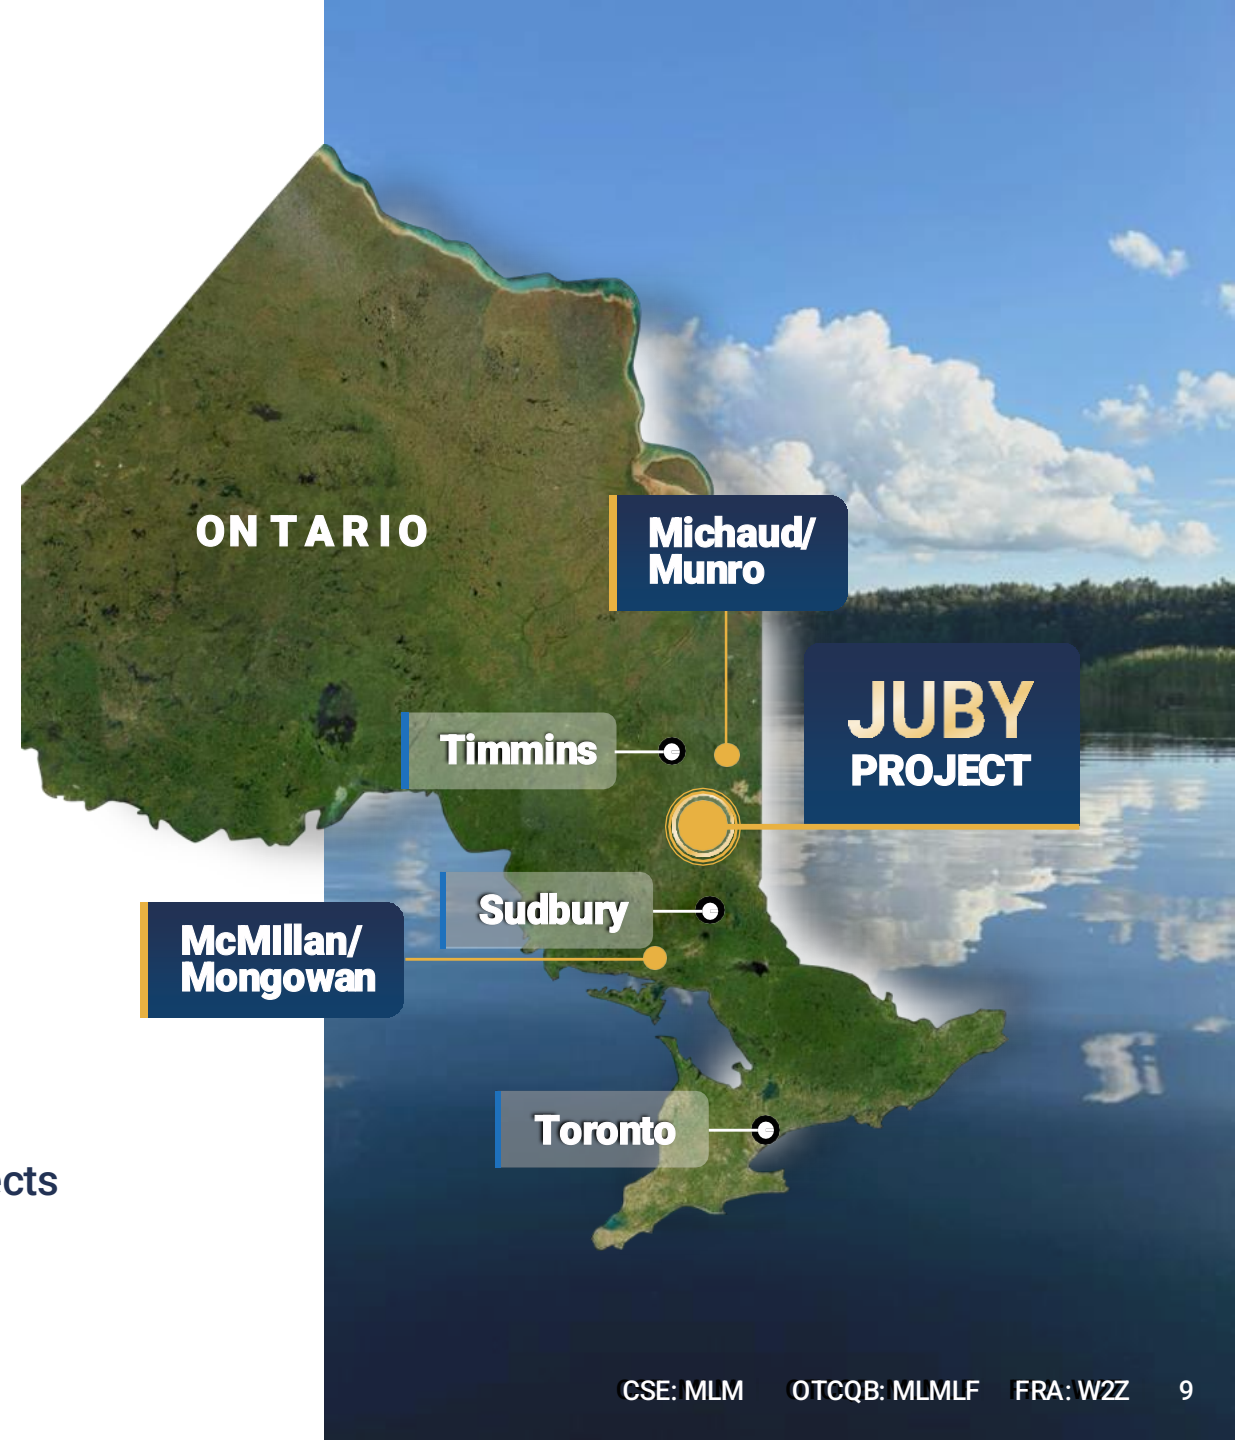 ONTARIO
Michaud/
Munro
JUBY
PROJECT
Timmins
Sudbury
McMIllan/
Mongowan
Toronto
cts
CSE: MLM OTCQB: MLMLF FRA: W2Z 9